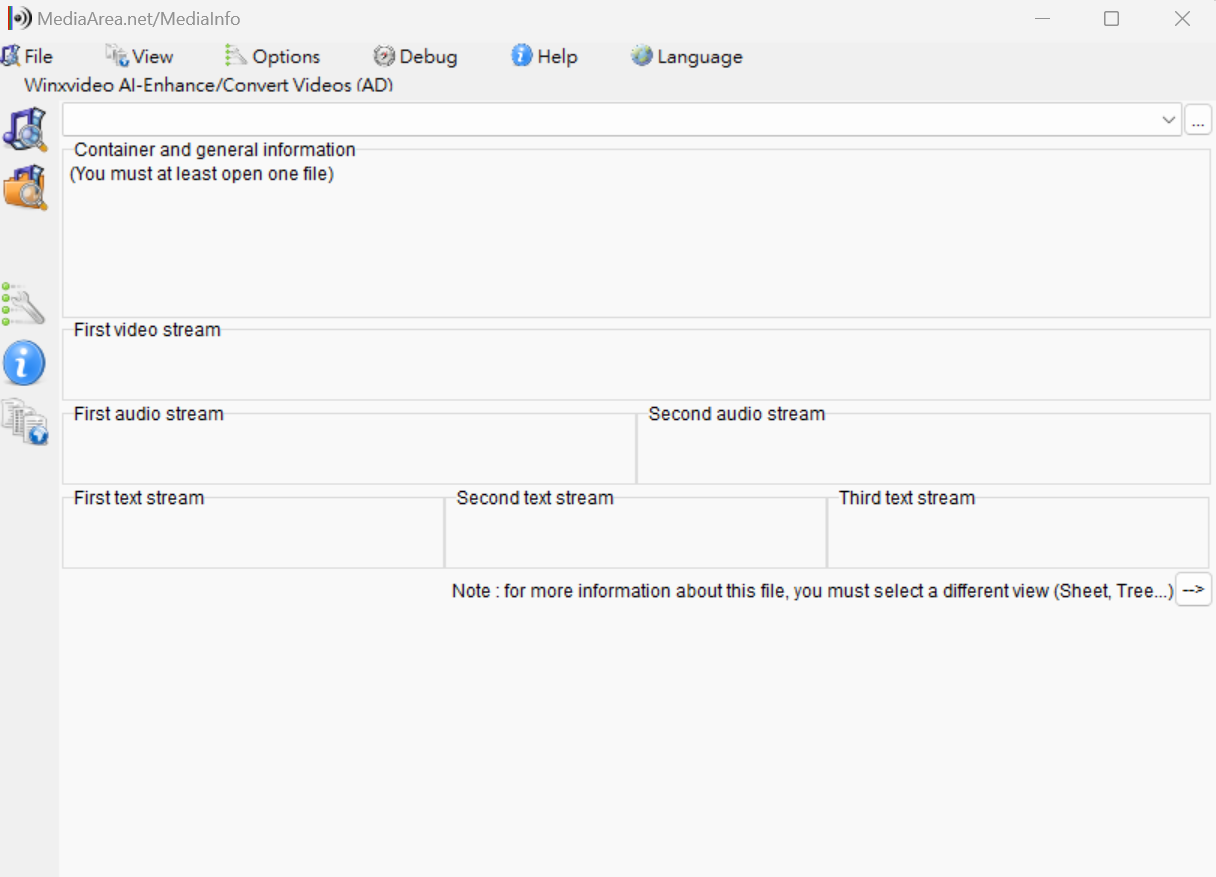 MediaArea.net/MediaInfo
File View Options Debug Help Language
Winxvideo AI-Enhance/Convert Videos (AD)
...
Container and general information
(You must at least open one file)
First video stream
First audio stream Second audio stream
First text stream Second text stream Third text stream
Note : for more information about this file, you must select a different view (Sheet, Tree...) -->